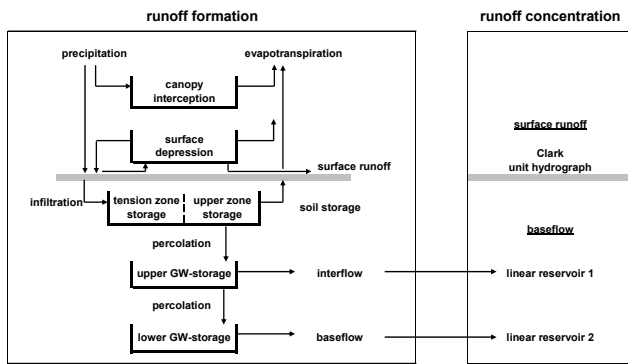 runoff formation
runoff concentration
precipitation
evapotranspiration
canopy
interception
surface
depression
surface runoff
surface runoff
Clark
unit hydrograph
infiltration
tension zone
storage
upper zone
storage
soil storage
percolation
baseflow
upper GW-storage
interflow
linear reservoir 1
percolation
lower GW-storage
baseflow
linear reservoir 2